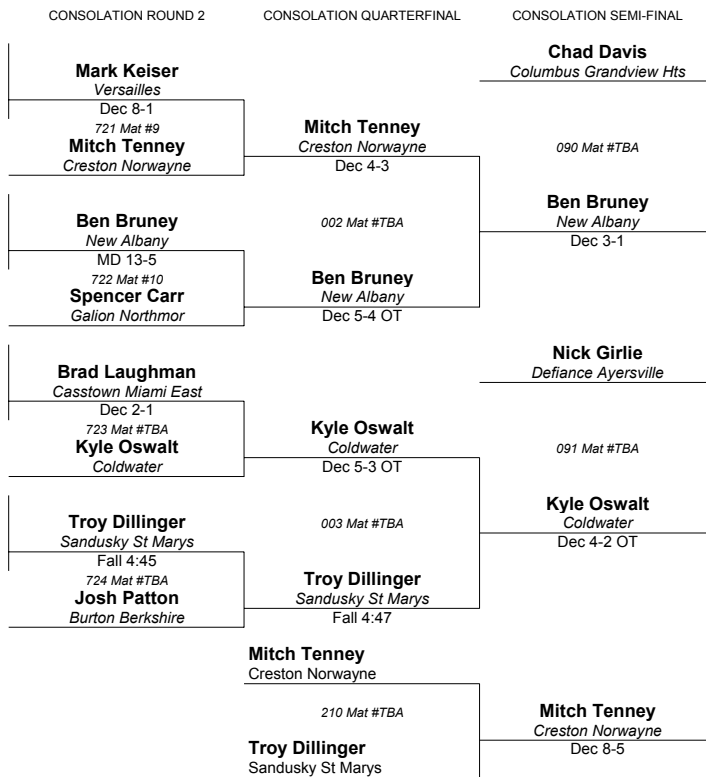 CONSOLATION ROUND 2
CONSOLATION QUARTERFINAL
CONSOLATION SEMI-FINAL
Mark Keiser
Versailles
Dec 8-1
721 Mat #9
Mitch Tenney
Creston Norwayne
Ben Bruney
New Albany
MD 13-5
722 Mat #10
Spencer Carr
Galion Northmor
Brad Laughman
Casstown Miami East
Dec 2-1
723 Mat #TBA
Kyle Oswalt
Coldwater
Troy Dillinger
Sandusky St Marys
Fall 4:45
724 Mat #TBA
Josh Patton
Burton Berkshire
Mitch Tenney
Creston Norwayne
Dec 4-3
002 Mat #TBA
Ben Bruney
New Albany
Dec 5-4 OT
Kyle Oswalt
Coldwater
Dec 5-3 OT
003 Mat #TBA
Troy Dillinger
Sandusky St Marys
Fall 4:47
Chad Davis
Columbus Grandview Hts
090 Mat #TBA
Ben Bruney
New Albany
Dec 3-1
Nick Girlie
Defiance Ayersville
091 Mat #TBA
Kyle Oswalt
Coldwater
Dec 4-2 OT
Mitch Tenney
Creston Norwayne
210 Mat #TBA
Troy Dillinger
Sandusky St Marys
Mitch Tenney
Creston Norwayne
Dec 8-5